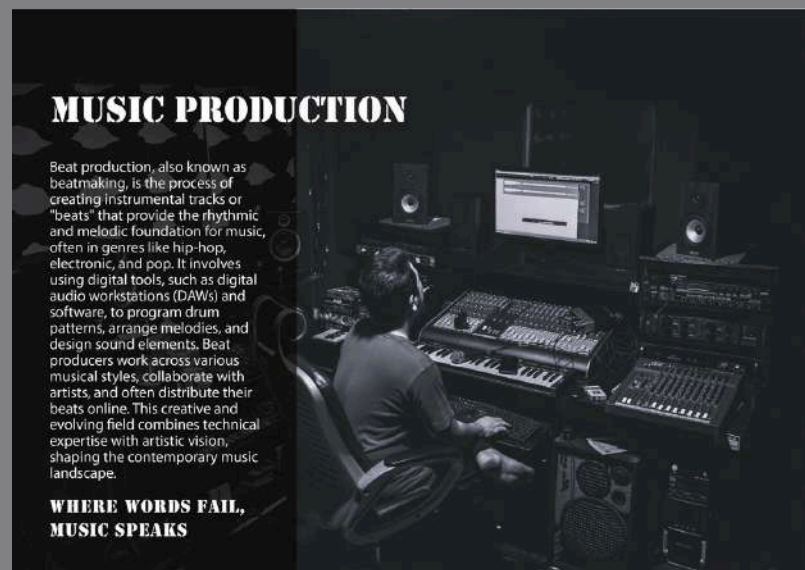 MUSIC PRODUCTION
Beat production, also known as
beatmaking, is the process of
creating instrumental tracks or
"beats" that provide the rhythmic
and melodic foundation for music,
often in genres like hip-hop,
electronic, and pop. It involves
using digital tools, such as digital
audio workstations (DAWs) and
software, to program drum
patterns, arrange melodies, and
design sound elements. Beat
producers work across various
musical styles, collaborate with
artists, and often distribute their
beats online. This creative and
evolving field combines technical
expertise with artistic vision,
shaping the contemporary music
landscape.
WHERE WORDS FAIL,
MUSIC SPEAKS